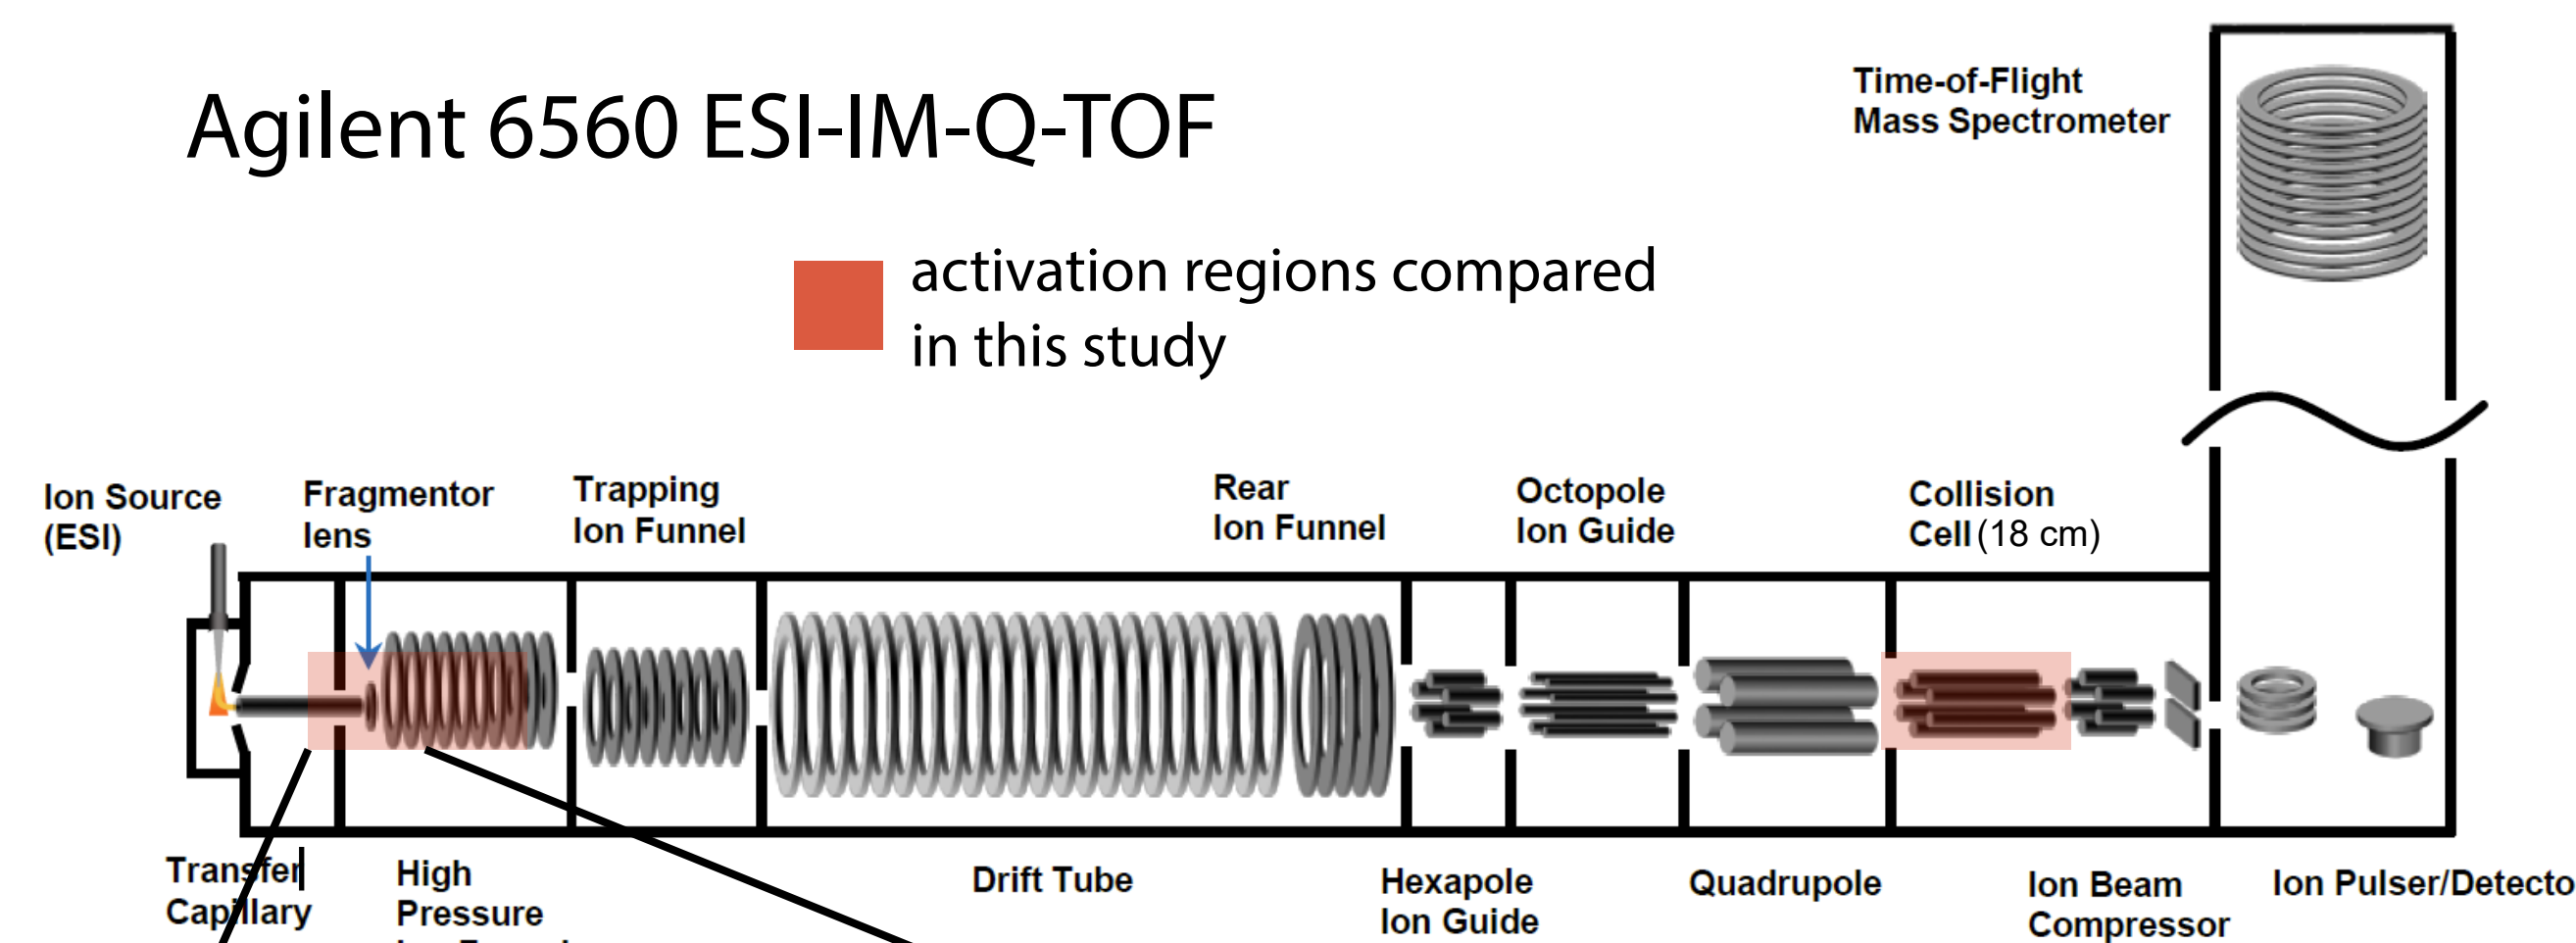 Agilent 6560 ESI-IM-Q-TOF
Time-of-Flight
Mass Spectrometer
activation regions compared
in this study
Ion Source
(ESI)
Fragmentor
lens
Trapping
Ion Funnel
Rear
Ion Funnel
Octopole
Ion Guide
Collision
Cell (18 cm)
Transfer
Capillary
High
Pressure
Drift Tube
Hexapole
Ion Guide
Quadrupole
Ion Beam
Compressor
Ion Pulser/Detecto